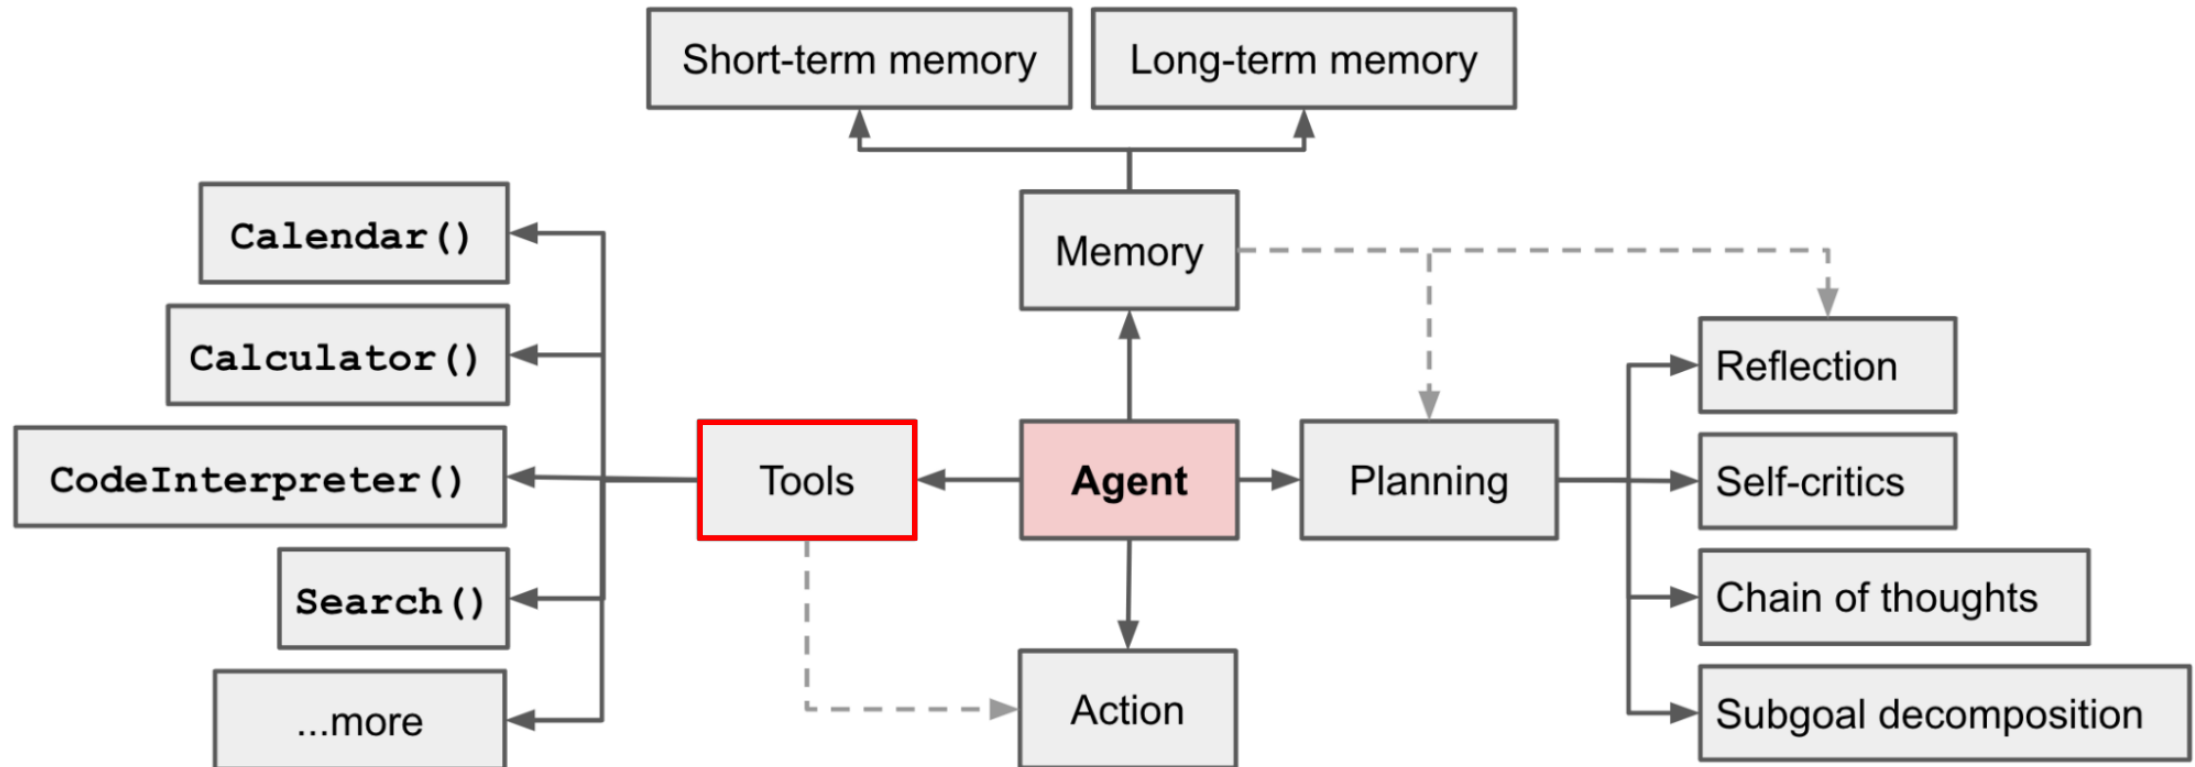 Short-term memory
Long-term memory
Calendar()
Memory
Calculator()
Reflection
CodeInterpreter()
Tools
Agent
Planning
Self-critics
Search()
Chain of thoughts
...more
Action
Subgoal decomposition